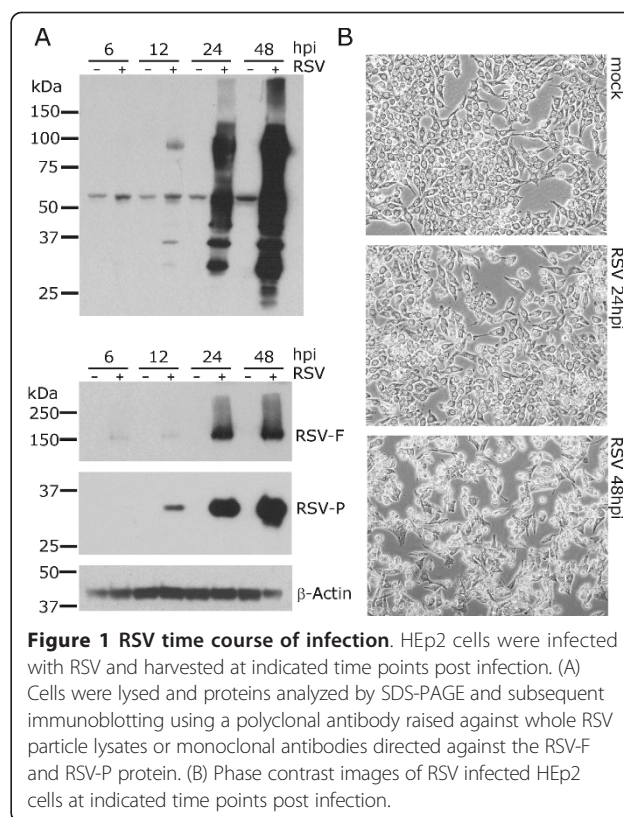 A
6 12 24 48 hpi
– + – + – + – + RSV
kDa
150
100
75
50
37
25
6 12 24 48 hpi
– + – + – + – + RSV
kDa
250
150
RSV-F
37
RSV-P
25
50
β-Actin
37
B
mock
RSV 24hpi
RSV 48hpi
Figure 1 RSV time course of infection. HEp2 cells were infected
with RSV and harvested at indicated time points post infection. (A)
Cells were lysed and proteins analyzed by SDS-PAGE and subsequent
immunoblotting using a polyclonal antibody raised against whole RSV
particle lysates or monoclonal antibodies directed against the RSV-F
and RSV-P protein. (B) Phase contrast images of RSV infected HEp2
cells at indicated time points post infection.